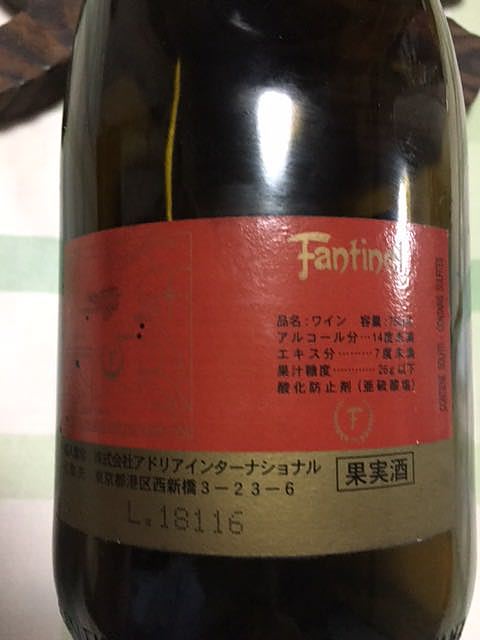 Fantinel
品名:ワイン 容量:
アルコール分…14度未満
エキス分………7度未満
果汁糖度…………26g以下
酸化防止剤(亜硫酸塩)
CONTAINS SULFITES
F
株式会社アドリアインターナショナル
東京都港区西新橋3-23-6
果実酒
L.18116